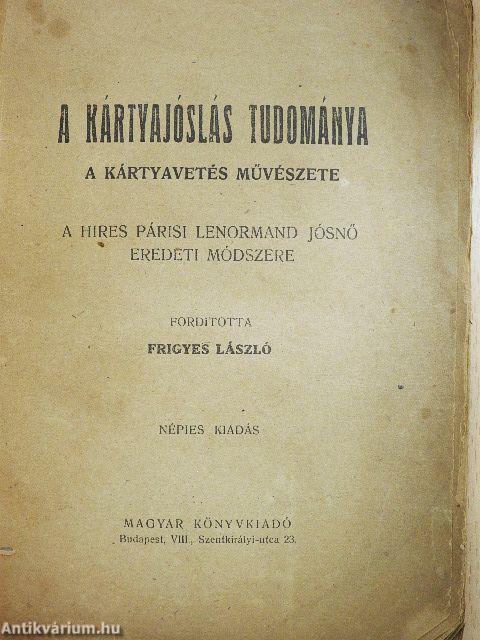 A KÁRTYAJÓSLÁS TUDOMÁNYA
A KÁRTYAVETÉS MŰVÉSZETE
A HIRES PÁRISI LENORMAND JÓSNŐ
EREDETI MÓDSZERE
FORDITOTTA
FRIGYES LÁSZLÓ
NÉPIES KIADÁS
MAGYAR KÖNYVKIADÓ
Budapest, VIII., Szentkirályi-utca 23.
Antikvárium.hu